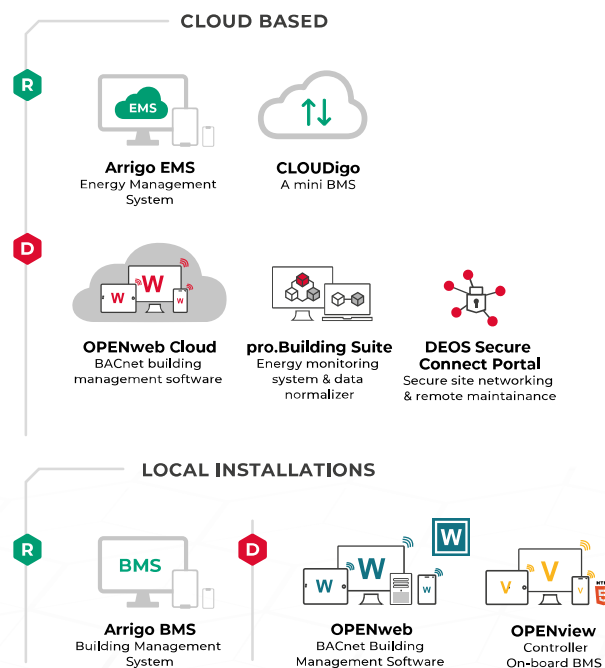 CLOUD BASED
R
EMS
Arrigo EMS
Energy Management
System
CLOUDigo
A mini BMS
D
W
W
W
OPENweb Cloud
BACnet building
management software
pro.Building Suite
Energy monitoring
system & data
normalizer
DEOS Secure
Connect Portal
Secure site networking
& remote maintainance
LOCAL INSTALLATIONS
R
BMS
Arrigo BMS
Building Management
System
D
W
W
W
W
OPENweb
BACnet Building
Management Software
V
V
V
5
OPENview
Controller
On-board BMS